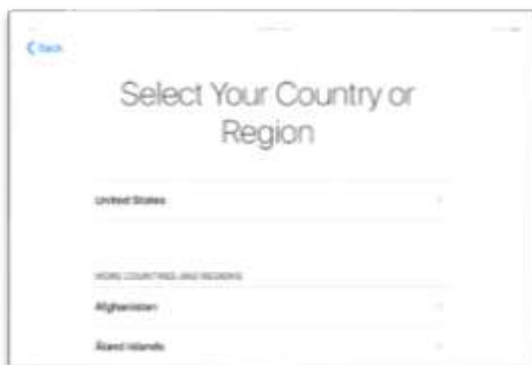 Back
Select Your Country or
Region
United States
MORE COUNTRIES AND REGIONS
Afghanistan
Åland Islands